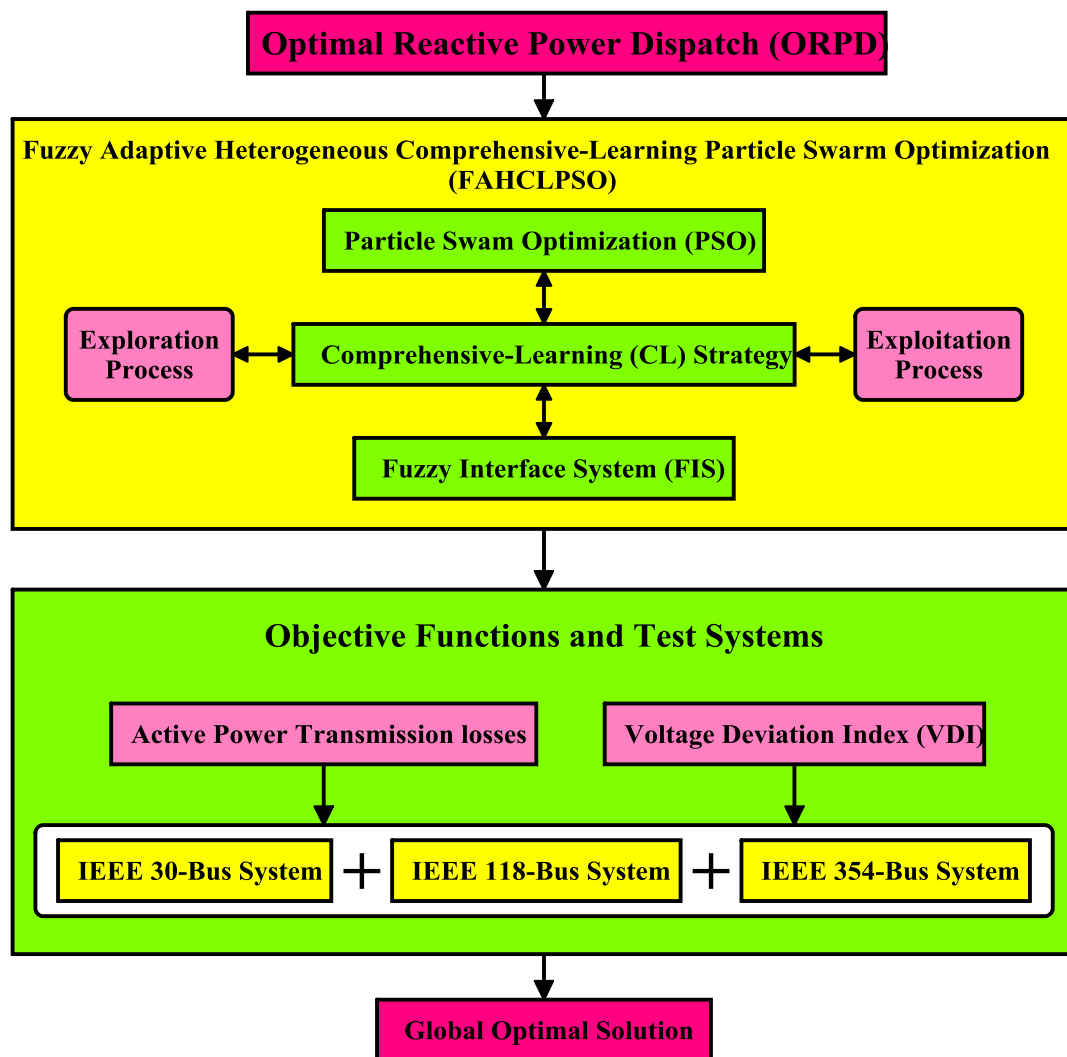 Optimal Reactive Power Dispatch (ORPD)
Fuzzy Adaptive Heterogeneous Comprehensive-Learning Particle Swarm Optimization
(FAHCLPSO)
Particle Swam Optimization (PSO)
Exploration
Process
Comprehensive-Learning (CL) Strategy
Exploitation
Process
Fuzzy Interface System (FIS)
Objective Functions and Test Systems
Active Power Transmission losses
Voltage Deviation Index (VDI)
IEEE 30-Bus System + IEEE 118-Bus System + IEEE 354-Bus System
Global Optimal Solution